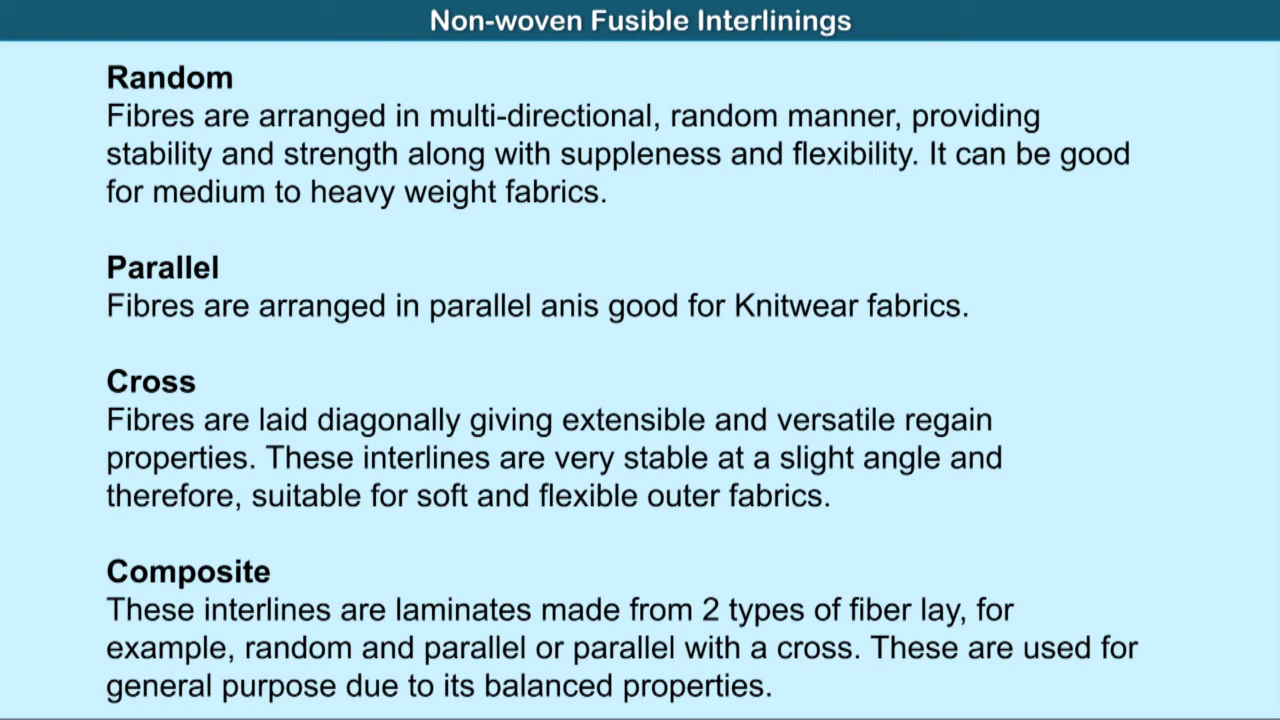 Non-woven Fusible Interlinings
Random
Fibres are arranged in multi-directional, random manner, providing
stability and strength along with suppleness and flexibility. It can be good
for medium to heavy weight fabrics.
Parallel
Fibres are arranged in parallel anis good for Knitwear fabrics.
Cross
Fibres are laid diagonally giving extensible and versatile regain
properties. These interlines are very stable at a slight angle and
therefore, suitable for soft and flexible outer fabrics.
Composite
These interlines are laminates made from 2 types of fiber lay, for
example, random and parallel or parallel with a cross. These are used for
general purpose due to its balanced properties.